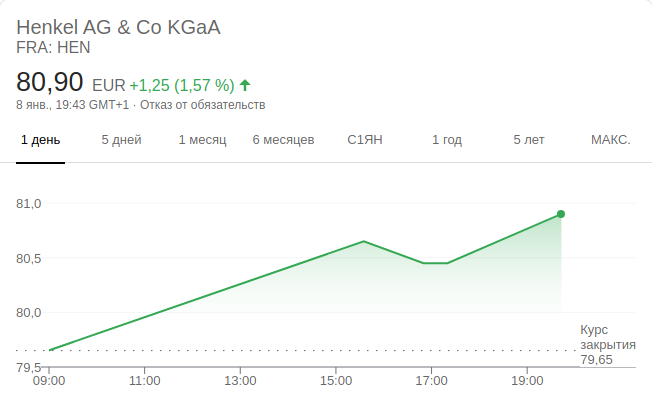 Henkel AG & Co KGaA
FRA: HEN
80,90 EUR +1,25 (1,57 %)
8 янв., 19:43 GMT+1 · Отказ от обязательств
1 день 5 дней 1 месяц 6 месяцев С1ЯН 1 год 5 лет МАКС.
81,0
80,5
80,0
Курс
закрытия
79,65
79,5
09:00 11:00 13:00 15:00 17:00 19:00